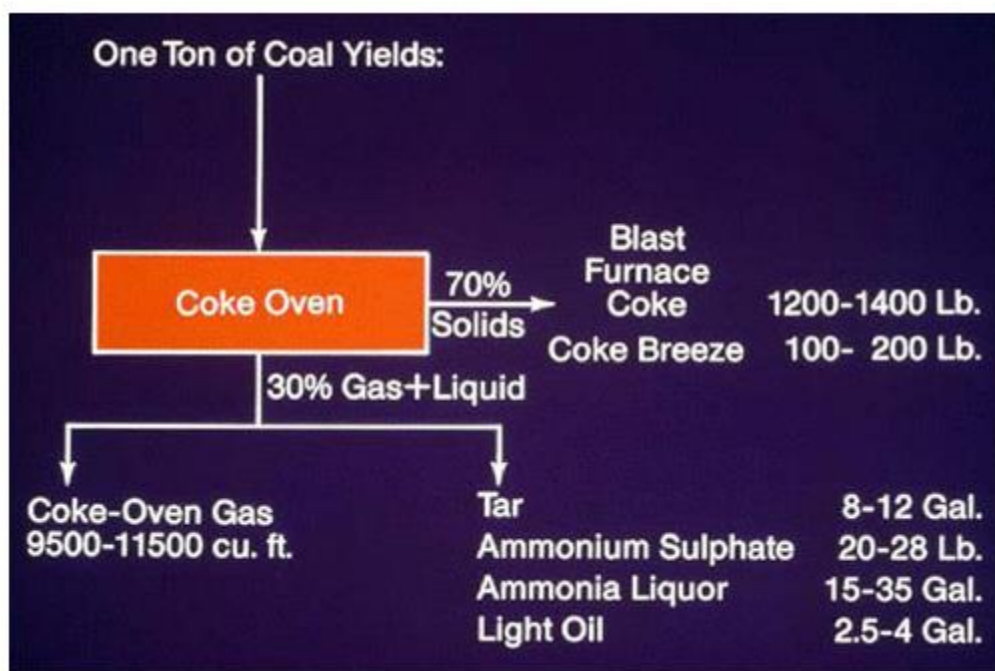 One Ton of Coal Yields:
Coke Oven
70%
Solids
Blast
Furnace
Coke 1200-1400 Lb.
Coke Breeze 100- 200 Lb.
30% Gas+Liquid
Coke-Oven Gas
9500-11500 cu. ft.
Tar 8-12 Gal.
Ammonium Sulphate 20-28 Lb.
Ammonia Liquor 15-35 Gal.
Light Oil 2.5-4 Gal.